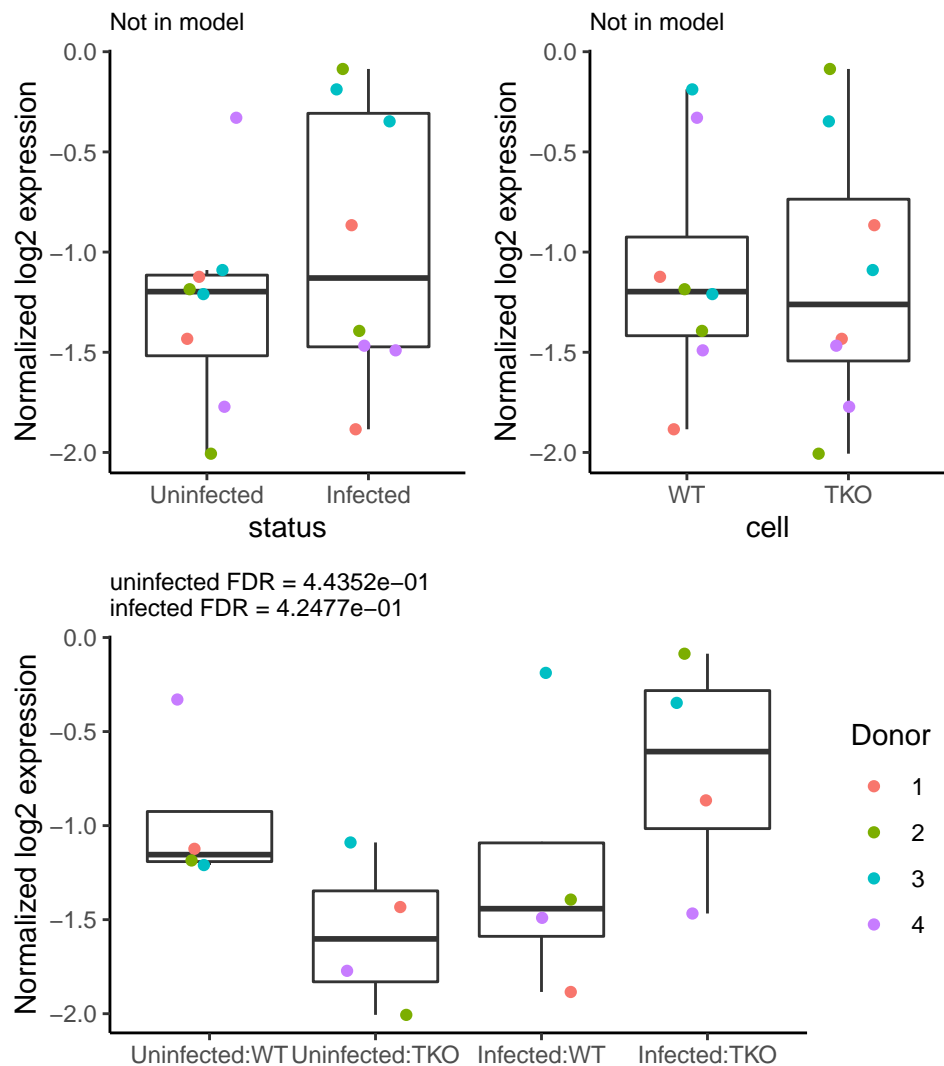 Not in model
Normalized log2 expression
0.0
−0.5
−1.0
−1.5
−2.0
Uninfected
Infected
status
Not in model
Normalized log2 expression
0.0
−0.5
−1.0
−1.5
−2.0
WT
TKO
cell
uninfected FDR = 4.4352e−01
infected FDR = 4.2477e−01
Normalized log2 expression
0.0
−0.5
−1.0
−1.5
−2.0
Uninfected:WT
Uninfected:TKO
Infected:WT
Infected:TKO
Donor
1
2
3
4